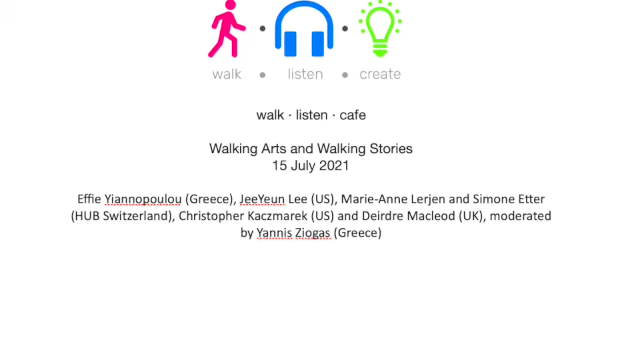 walk • listen • create
walk · listen · cafe
Walking Arts and Walking Stories
15 July 2021
Effie Yiannopoulou (Greece), JeeYeun Lee (US), Marie-Anne Lerjen and Simone Etter
(HUB Switzerland), Christopher Kaczmarek (US) and Deirdre Macleod (UK), moderated
by Yannis Ziogas (Greece)